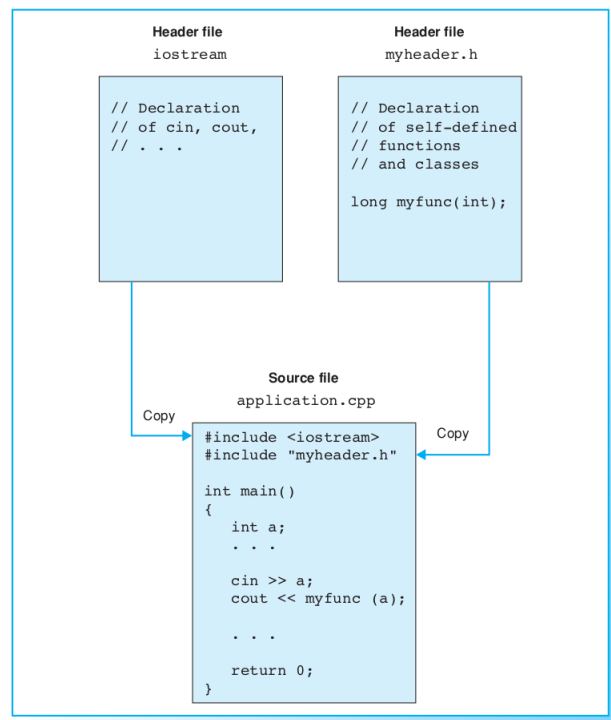 Header file
iostream
// Declaration
// of cin, cout,
// . . .
Header file
myheader.h
// Declaration
// of self-defined
// functions
// and classes
long myfunc(int);
Copy
Copy
Source file
application.cpp
#include <iostream>
#include "myheader.h"
int main()
{
int a;
. . .
cin >> a;
cout << myfunc (a);
. . .
return 0;
}